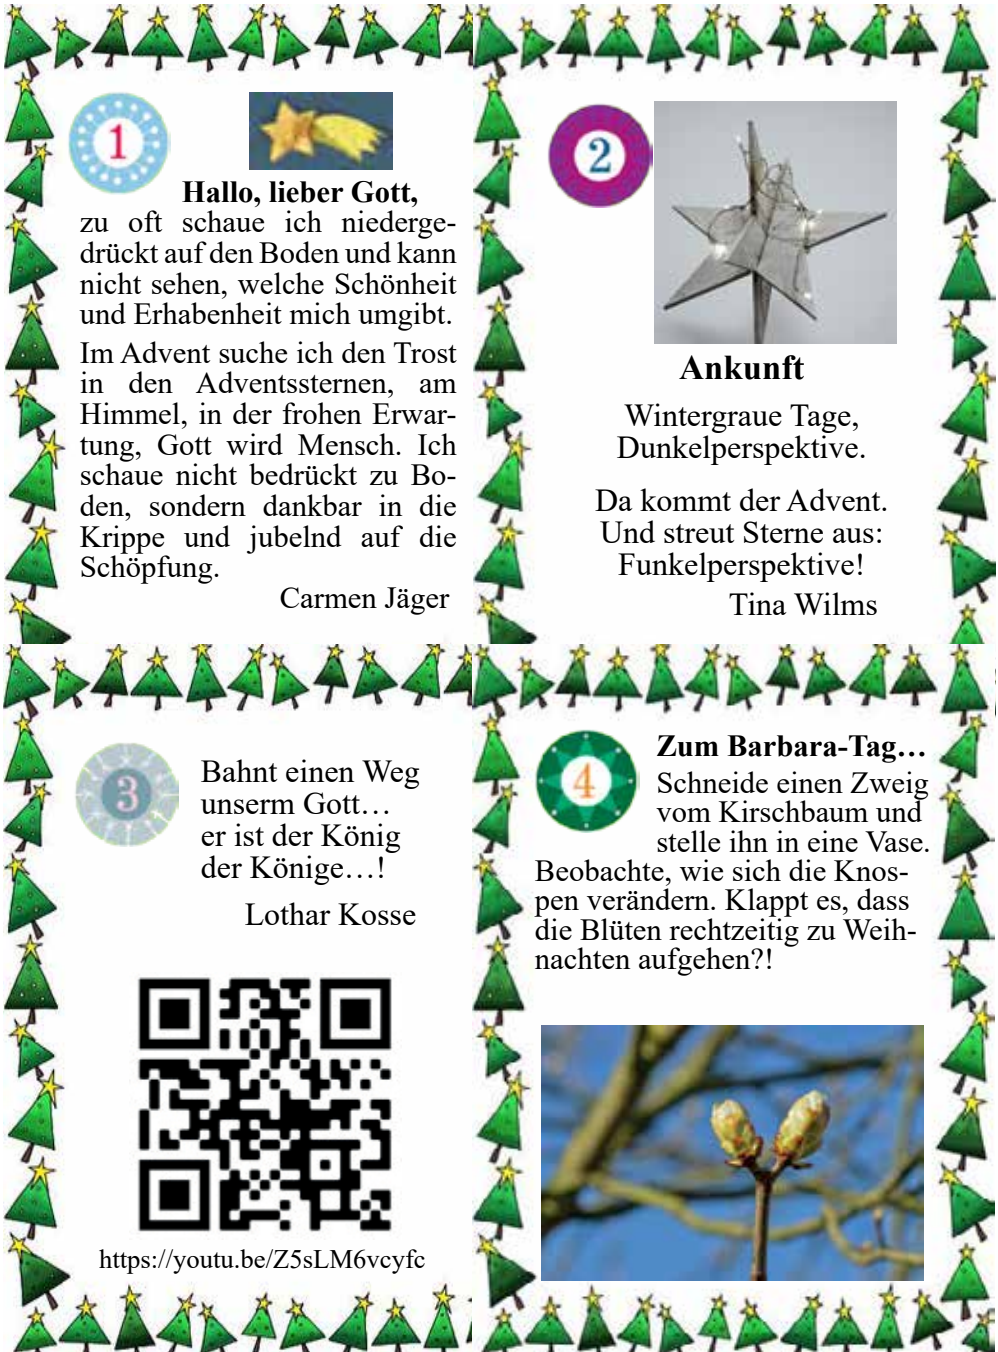 1
Hallo, lieber Gott,
zu oft schaue ich niederge-
drückt auf den Boden und kann
nicht sehen, welche Schönheit
und Erhabenheit mich umgibt.
Im Advent suche ich den Trost
in den Adventssternen, am
Himmel, in der frohen Erwar-
tung, Gott wird Mensch. Ich
schaue nicht bedrückt zu Bo-
den, sondern dankbar in die
Krippe und jubelnd auf die
Schöpfung.
Carmen Jäger
2
Ankunft
Wintergraue Tage,
Dunkelperspektive.
Da kommt der Advent.
Und streut Sterne aus:
Funkelperspektive!
Tina Wilms
3
Bahnt einen Weg
unserm Gott…
er ist der König
der Könige…!
Lothar Kosse
https://youtu.be/Z5sLM6vcyfc
4
Zum Barbara-Tag…
Schneide einen Zweig
vom Kirschbaum und
stelle ihn in eine Vase.
Beobachte, wie sich die Knos-
pen verändern. Klappt es, dass
die Blüten rechtzeitig zu Weih-
nachten aufgehen?!